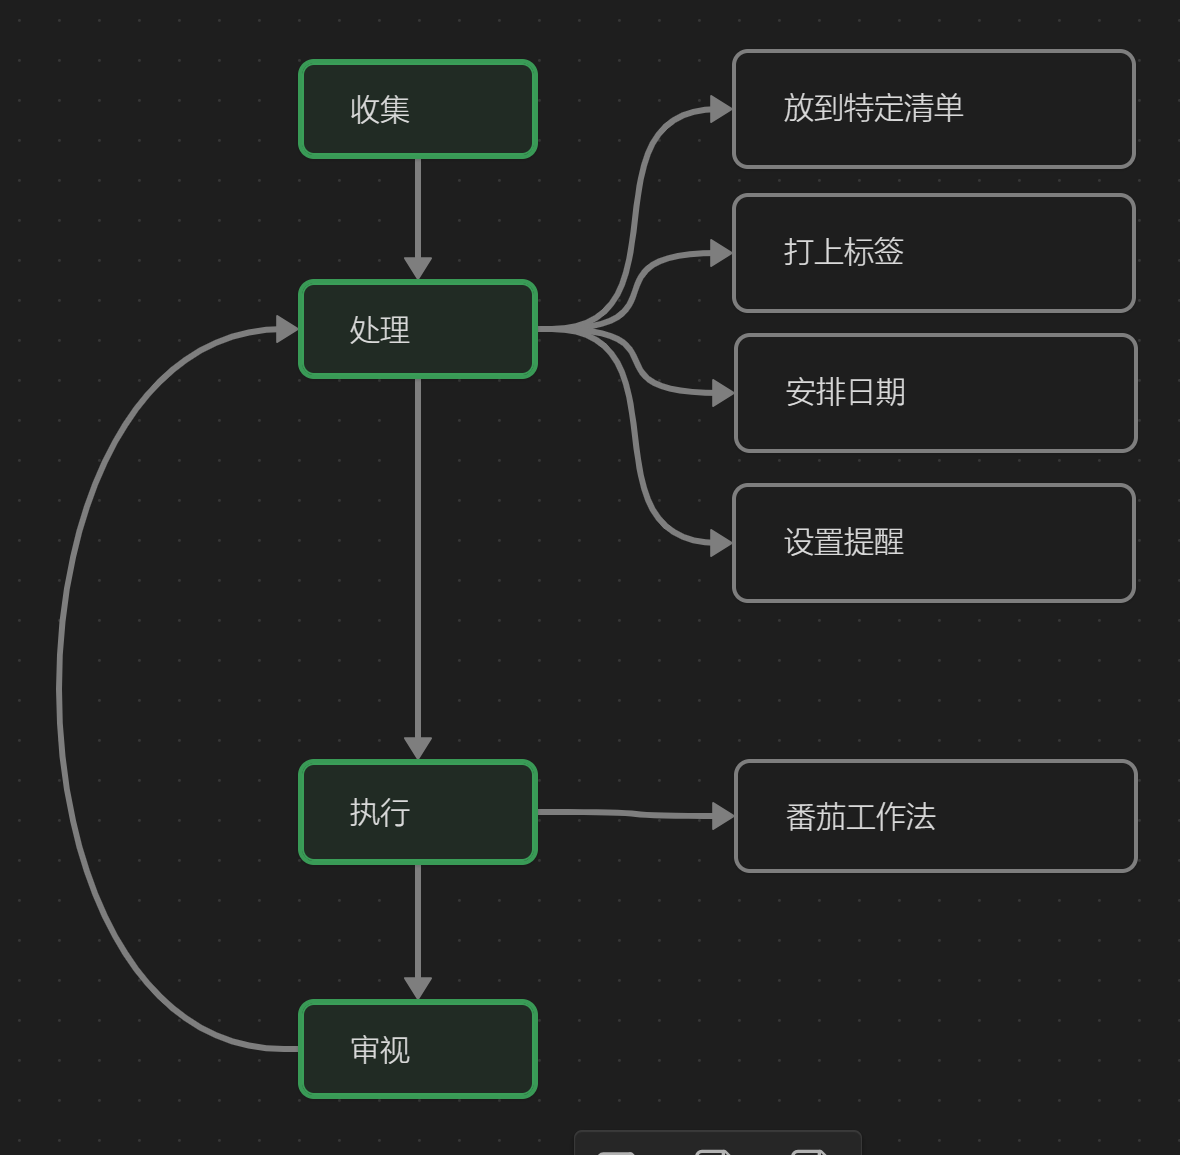 收集
处理
放到特定清单
打上标签
安排日期
设置提醒
执行
番茄工作法
审视